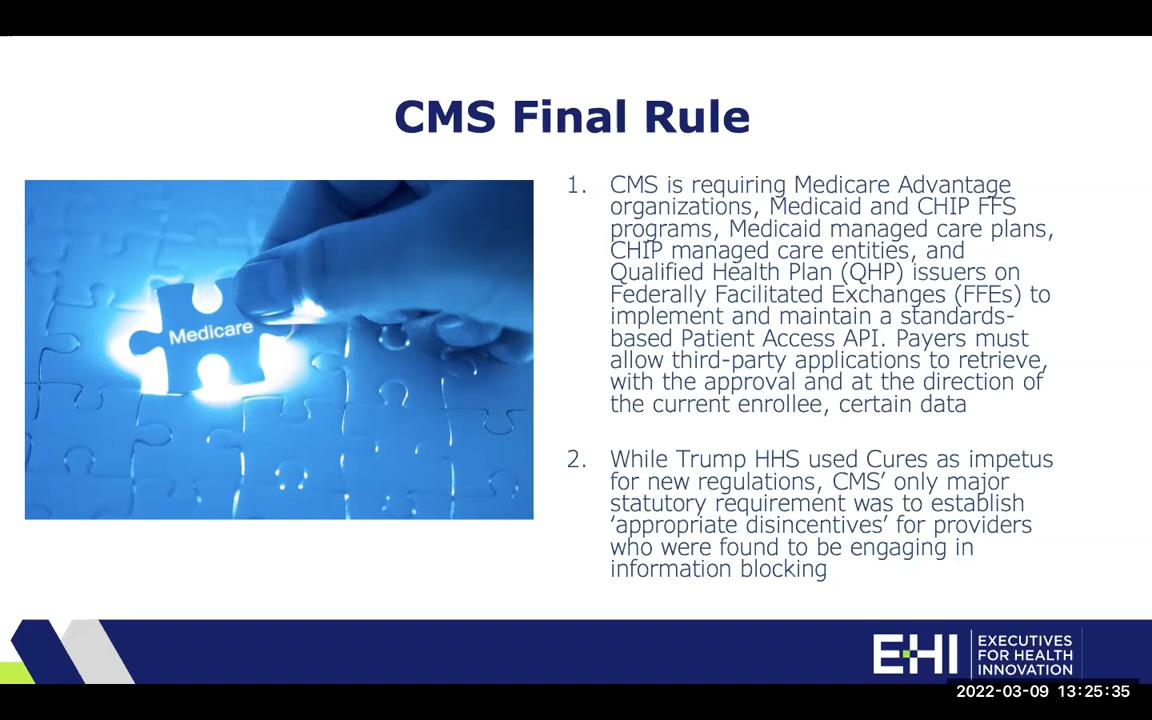 CMS Final Rule
Medicare
1. CMS is requiring Medicare Advantage
organizations, Medicaid and CHIP FFS
programs, Medicaid managed care plans,
CHIP managed care entities, and
Qualified Health Plan (QHP) issuers on
Federally Facilitated Exchanges (FFEs) to
implement and maintain a standards-
based Patient Access API. Payers must
allow third-party applications to retrieve,
with the approval and at the direction of
the current enrollee, certain data
2. While Trump HHS used Cures as impetus
for new regulations, CMS’ only major
statutory requirement was to establish
‘appropriate disincentives’ for providers
who were found to be engaging in
information blocking
EHI
EXECUTIVES
FOR HEALTH
INNOVATION
2022-03-09 13:25:35